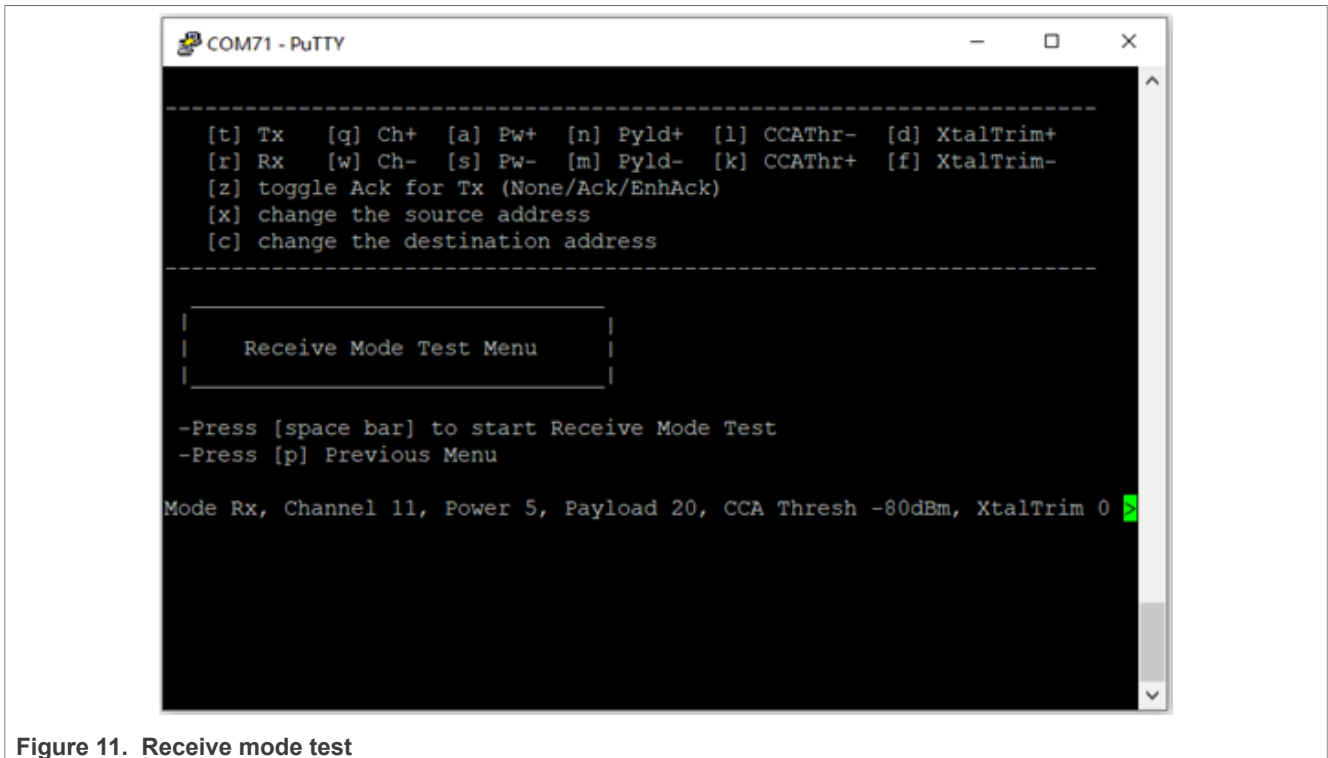 COM71 - PuTTY
-----------------------------------------------------------------------
[t] Tx [q] Ch+ [a] Pw+ [n] Pyld+ [l] CCAThr- [d] XtalTrim+
[r] Rx [w] Ch- [s] Pw- [m] Pyld- [k] CCAThr+ [f] XtalTrim-
[z] toggle Ack for Tx (None/Ack/EnhAck)
[x] change the source address
[c] change the destination address
-----------------------------------------------------------------------
Receive Mode Test Menu
-Press [space bar] to start Receive Mode Test
-Press [p] Previous Menu
Mode Rx, Channel 11, Power 5, Payload 20, CCA Thresh -80dBm, XtalTrim 0 >
Figure 11. Receive mode test